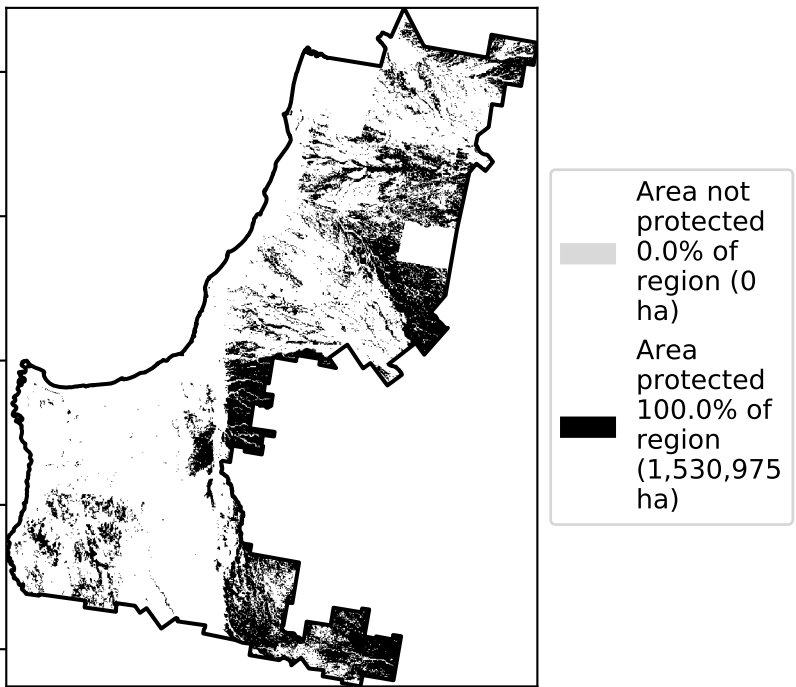 Area not
protected
0.0% of
region (0
ha)
Area
protected
100.0% of
region
(1,530,975
ha)